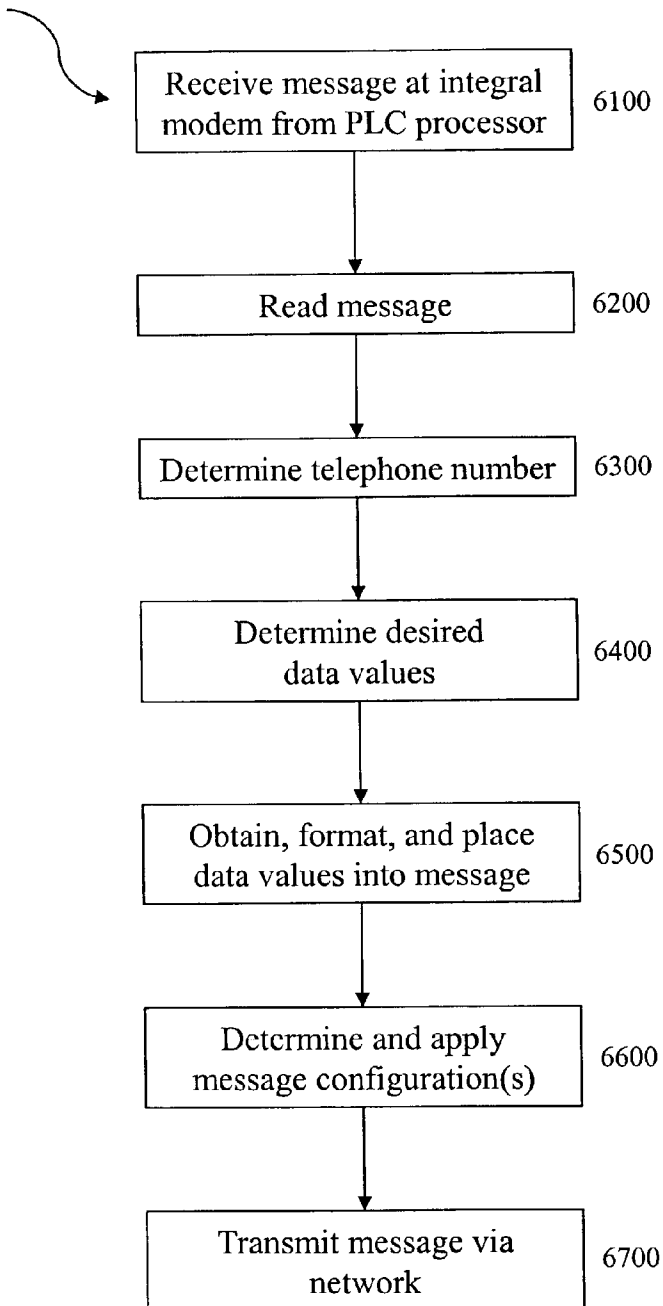 Receive message at integral
modem from PLC processor
6100
Read message
6200
Determine telephone number
6300
Determine desired
data values
6400
Obtain, format, and place
data values into message
6500
Determine and apply
message configuration(s)
6600
Transmit message via
network
6700